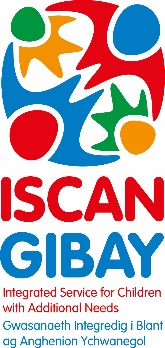 ISCAN
GIBAY
Integrated Service for Children
with Additional Needs
Gwasanaeth Integredig i Blant
ag Anghenion Ychwanegol